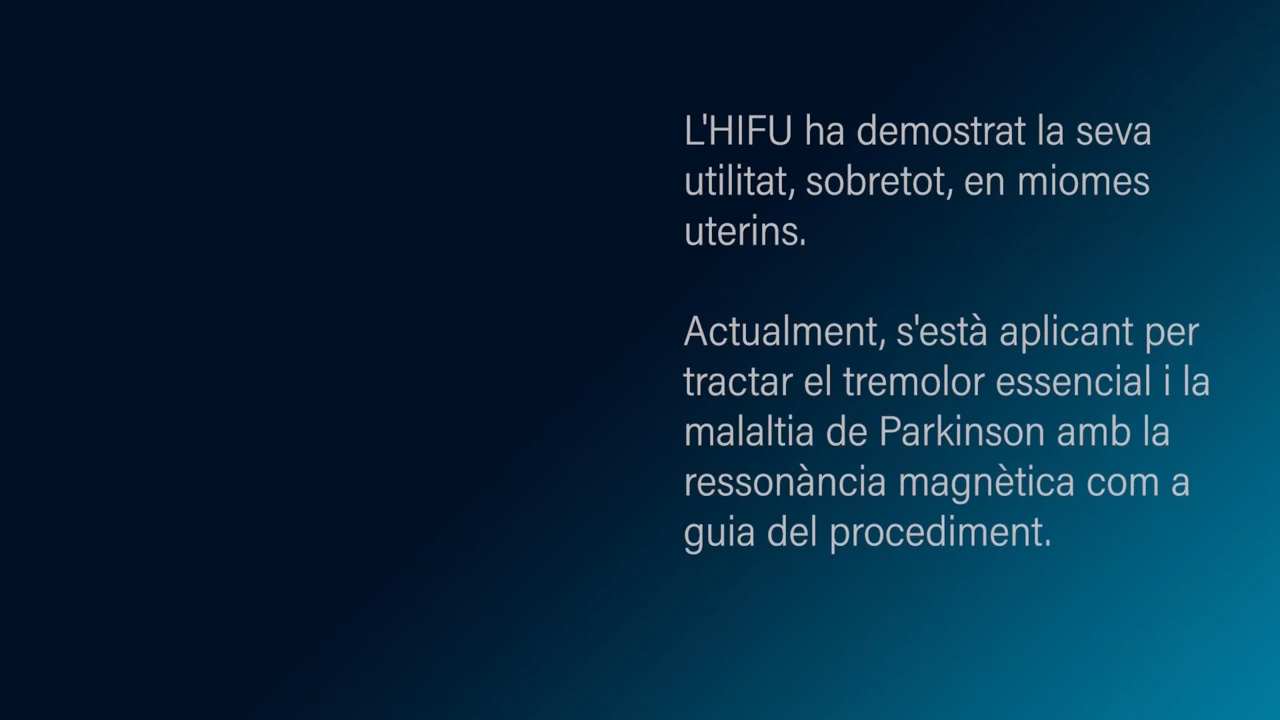 L'HIFU ha demostrat la seva
utilitat, sobretot, en miomes
uterins.
Actualment, s'està aplicant per
tractar el tremolor essencial i la
malaltia de Parkinson amb la
ressonància magnètica com a
guia del procediment.